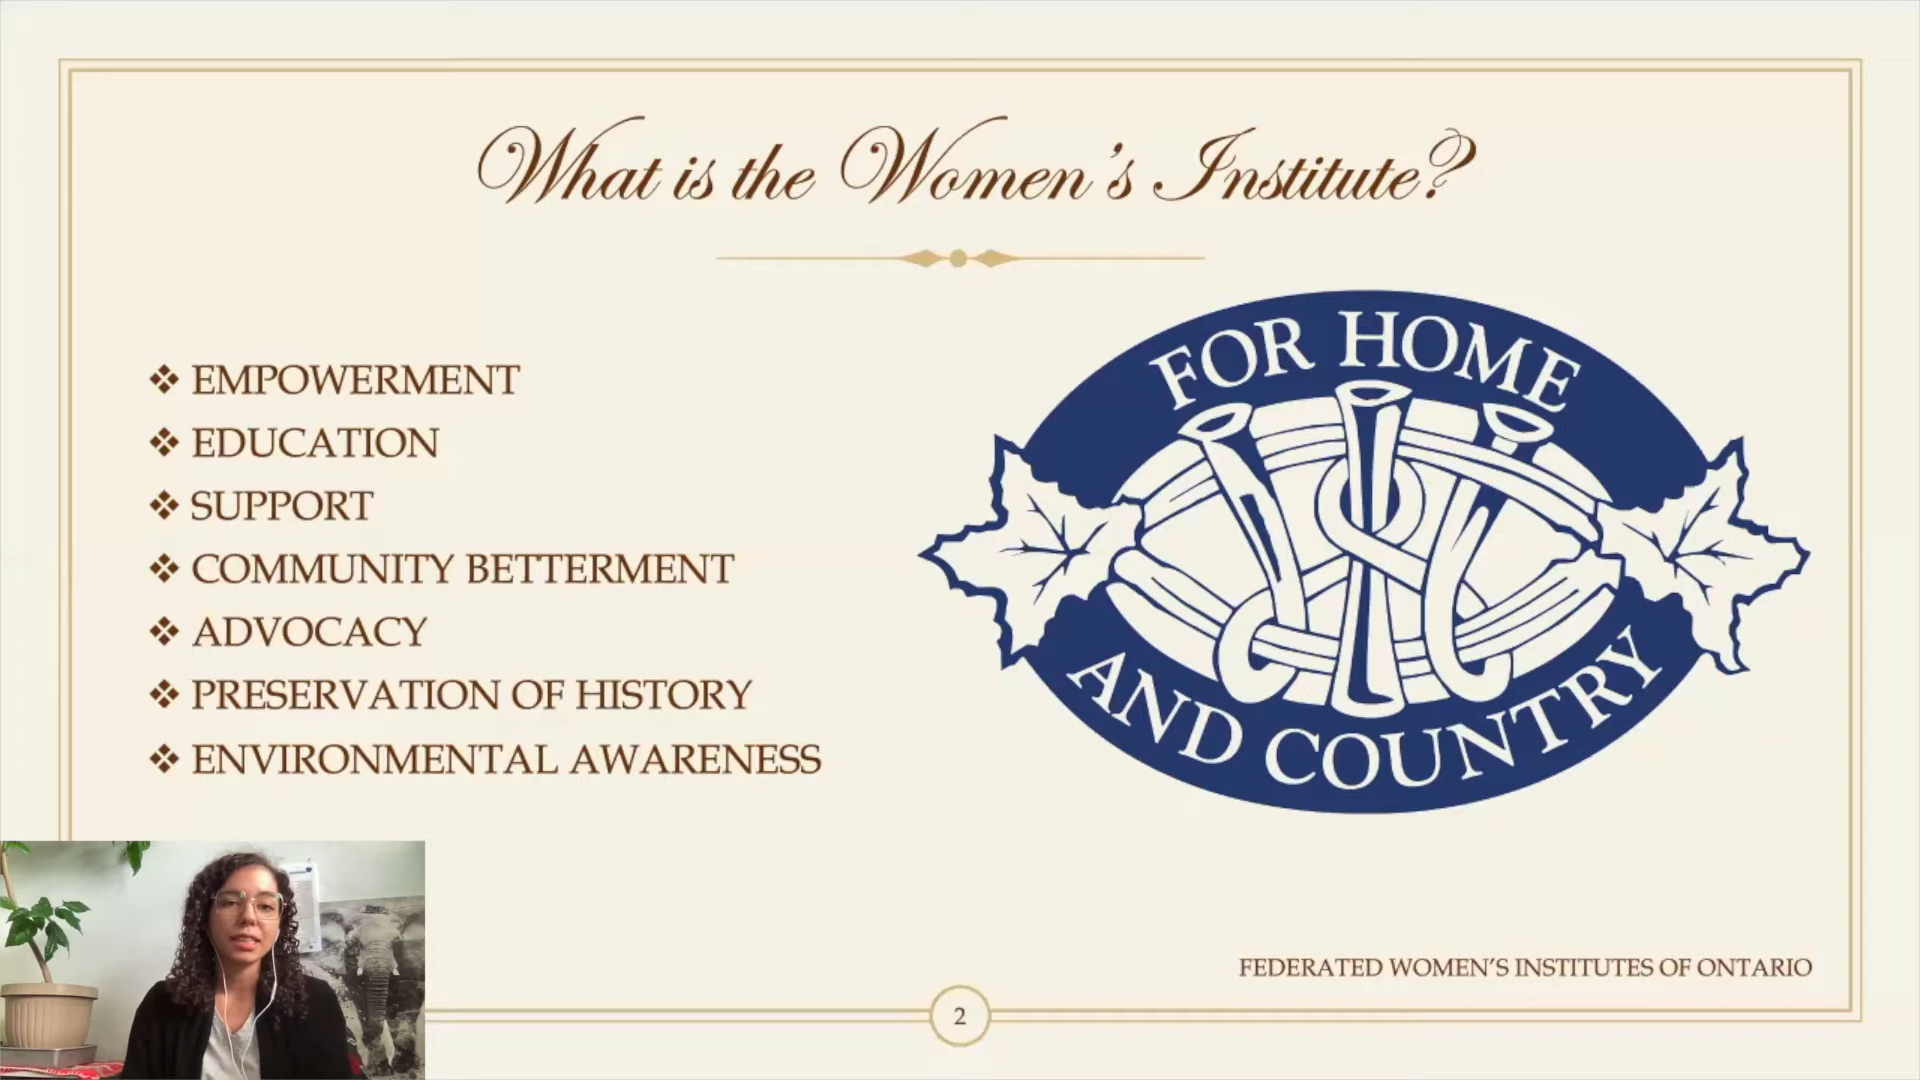 What is the Women's Institute?
❖ EMPOWERMENT
❖ EDUCATION
❖ SUPPORT
❖ COMMUNITY BETTERMENT
❖ ADVOCACY
❖ PRESERVATION OF HISTORY
❖ ENVIRONMENTAL AWARENESS
FOR HOME
WI
AND COUNTRY
FEDERATED WOMEN'S INSTITUTES OF ONTARIO
2